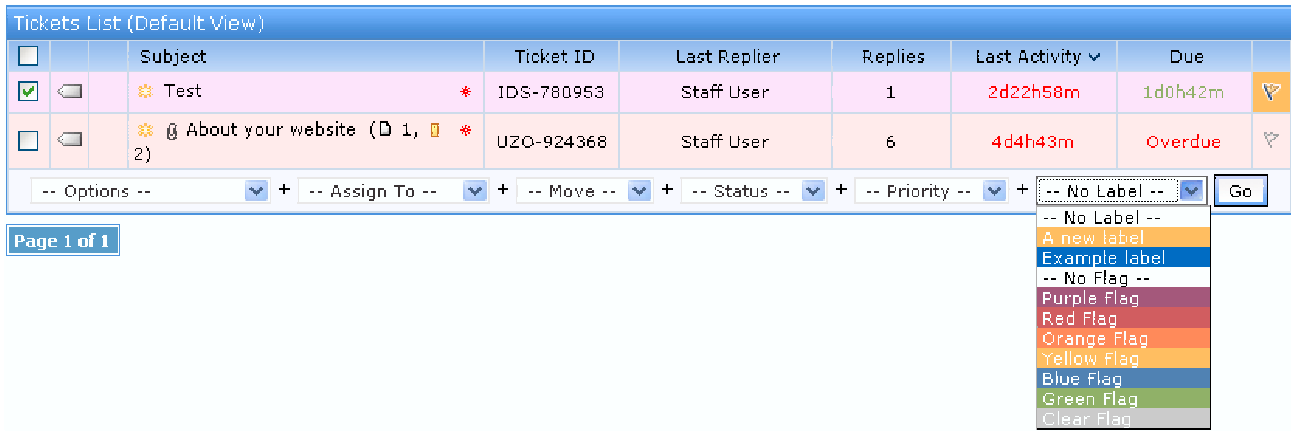 Tickets List (Default View)
Subject Ticket ID Last Replier Replies Last Activity Due
Test * IDS-780953 Staff User 1 2d22h58m 1d0h42m
About your website ( 1, * UZO-924368 Staff User 6 4d4h43m Overdue
2)
-- Options -- + -- Assign To -- + -- Move -- + -- Status -- + -- Priority -- + -- No Label -- Go
-- No Label --
Page 1 of 1
A new label
Example label
-- No Flag --
Purple Flag
Red Flag
Orange Flag
Yellow Flag
Blue Flag
Green Flag
Clear Flag